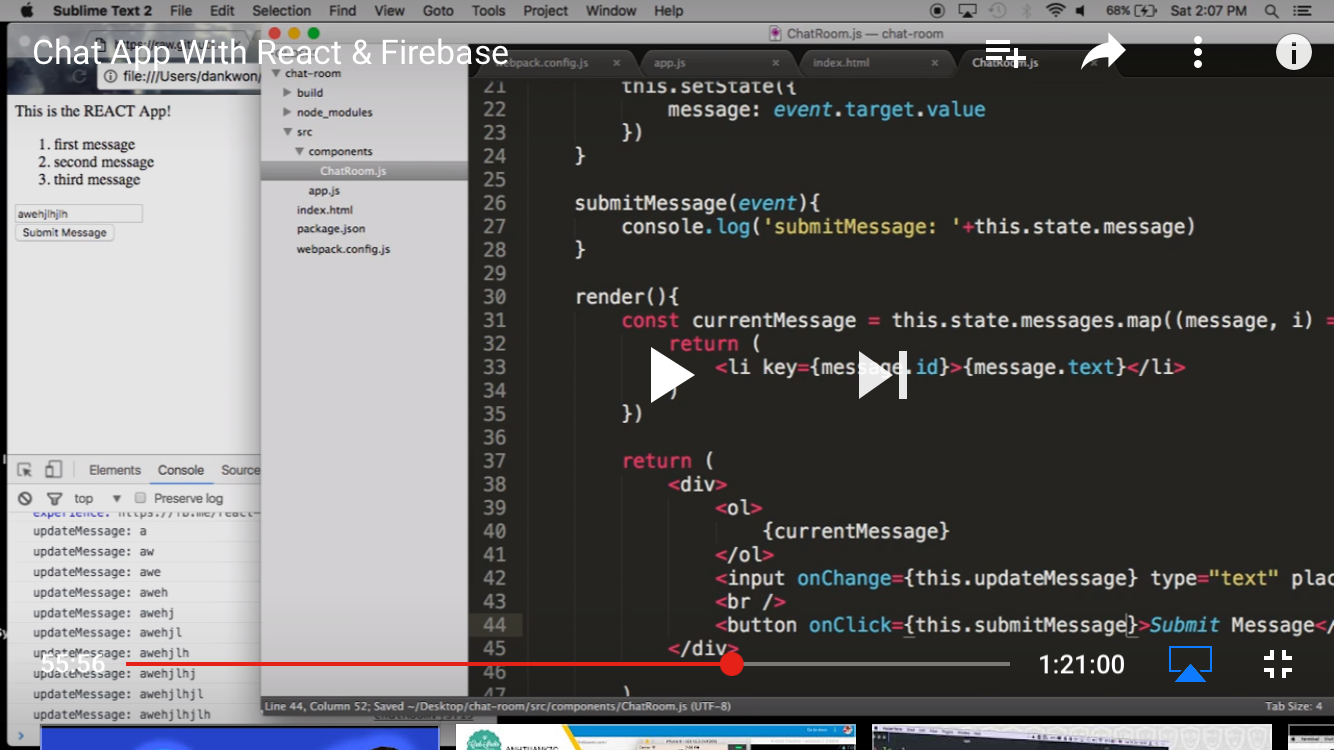 Sublime Text 2 File Edit Selection Find View Goto Tools Project Window Help
68% Sat 2:07 PM
Chat App With React & Firebase
ChatRoom.js — chat-room
file:///Users/dankwon/
This is the REACT App!
1. first message
2. second message
3. third message
awehjlhjlh
Submit Message
Elements Console Source
top Preserve log
updateMessage: a
updateMessage: aw
updateMessage: awe
updateMessage: aweh
updateMessage: awehj
updateMessage: awehjl
updateMessage: awehjlh
updateMessage: awehjlhj
updateMessage: awehjlhjl
updateMessage: awehjlhjlh
chat-room
build
node_modules
src
components
ChatRoom.js
app.js
index.html
package.json
webpack.config.js
webpack.config.js app.js index.html ChatRoom.js
21 this.setState({
22 message: event.target.value
23 })
24 }
25
26 submitMessage(event){
27 console.log('submitMessage: '+this.state.message)
28 }
29
30 render(){
31 const currentMessage = this.state.messages.map((message, i) =
32 return (
33 <li key={message.id}>{message.text}</li>
34 )
35 })
36
37 return (
38 <div>
39 <ol>
40 {currentMessage}
41 </ol>
42 <input onChange={this.updateMessage} type="text" plac
43 <br />
44 <button onClick={this.submitMessage}>Submit Message</
45 </div>
46
47 )
55:56
1:21:00
Line 44, Column 52; Saved ~/Desktop/chat-room/src/components/ChatRoom.js (UTF-8)
Tab Size: 4